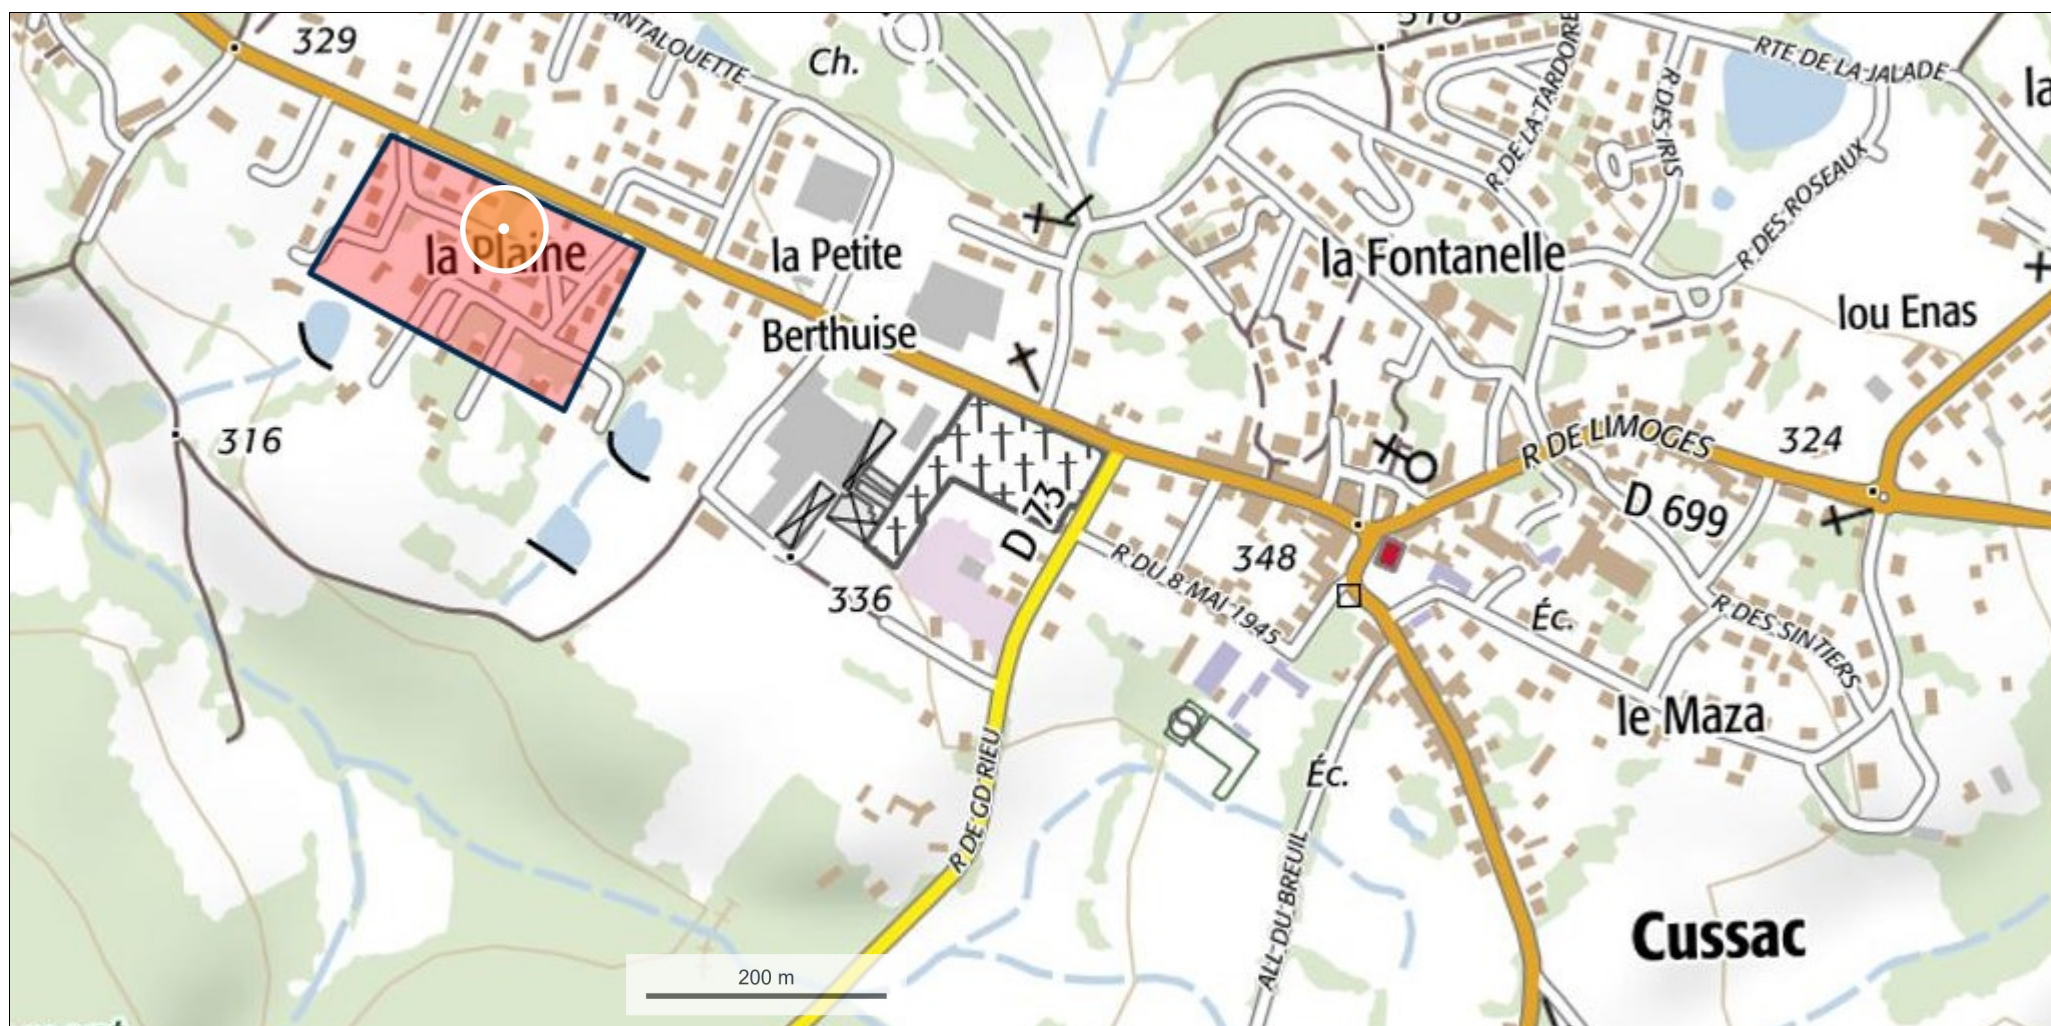 329
ANTALOUETTE
Ch.
318
R DE LA TARDOIRE
R DES IRIS
RTE DE LA JALADE
la
R DES ROSEAUX
la Plaine
la Petite
Berthuise
la Fontanelle
lou Enas
316
R DE LIMOGES
324
D 73
D 699
348
R DU 8 MAI 1945
336
Éc.
R DES SINTIERS
le Maza
Éc.
R DE GD RIEU
ALL DU BREUIL
Cussac
200 m